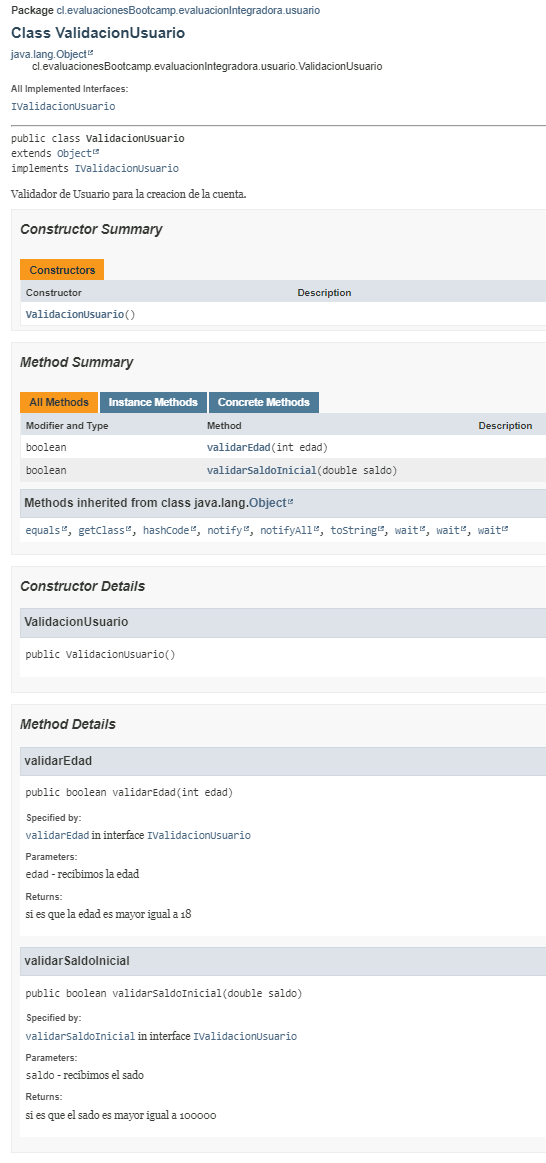 Package cl.evaluacionesBootcamp.evaluacionIntegradora.usuario
Class ValidacionUsuario
java.lang.Object
cl.evaluacionesBootcamp.evaluacionIntegradora.usuario.ValidacionUsuario
All Implemented Interfaces:
IValidacionUsuario
public class ValidacionUsuario
extends Object
implements IValidacionUsuario
Validador de Usuario para la creacion de la cuenta.
Constructor Summary
Constructors
Constructor Description
ValidacionUsuario()
Method Summary
All Methods Instance Methods Concrete Methods
Modifier and Type Method Description
boolean validarEdad(int edad)
boolean validarSaldoInicial(double saldo)
Methods inherited from class java.lang.Object
equals, getClass, hashCode, notify, notifyAll, toString, wait, wait, wait
Constructor Details
ValidacionUsuario
public ValidacionUsuario()
Method Details
validarEdad
public boolean validarEdad(int edad)
Specified by:
validarEdad in interface IValidacionUsuario
Parameters:
edad - recibimos la edad
Returns:
si es que la edad es mayor igual a 18
validarSaldoInicial
public boolean validarSaldoInicial(double saldo)
Specified by:
validarSaldoInicial in interface IValidacionUsuario
Parameters:
saldo - recibimos el sado
Returns:
si es que el sado es mayor igual a 100000